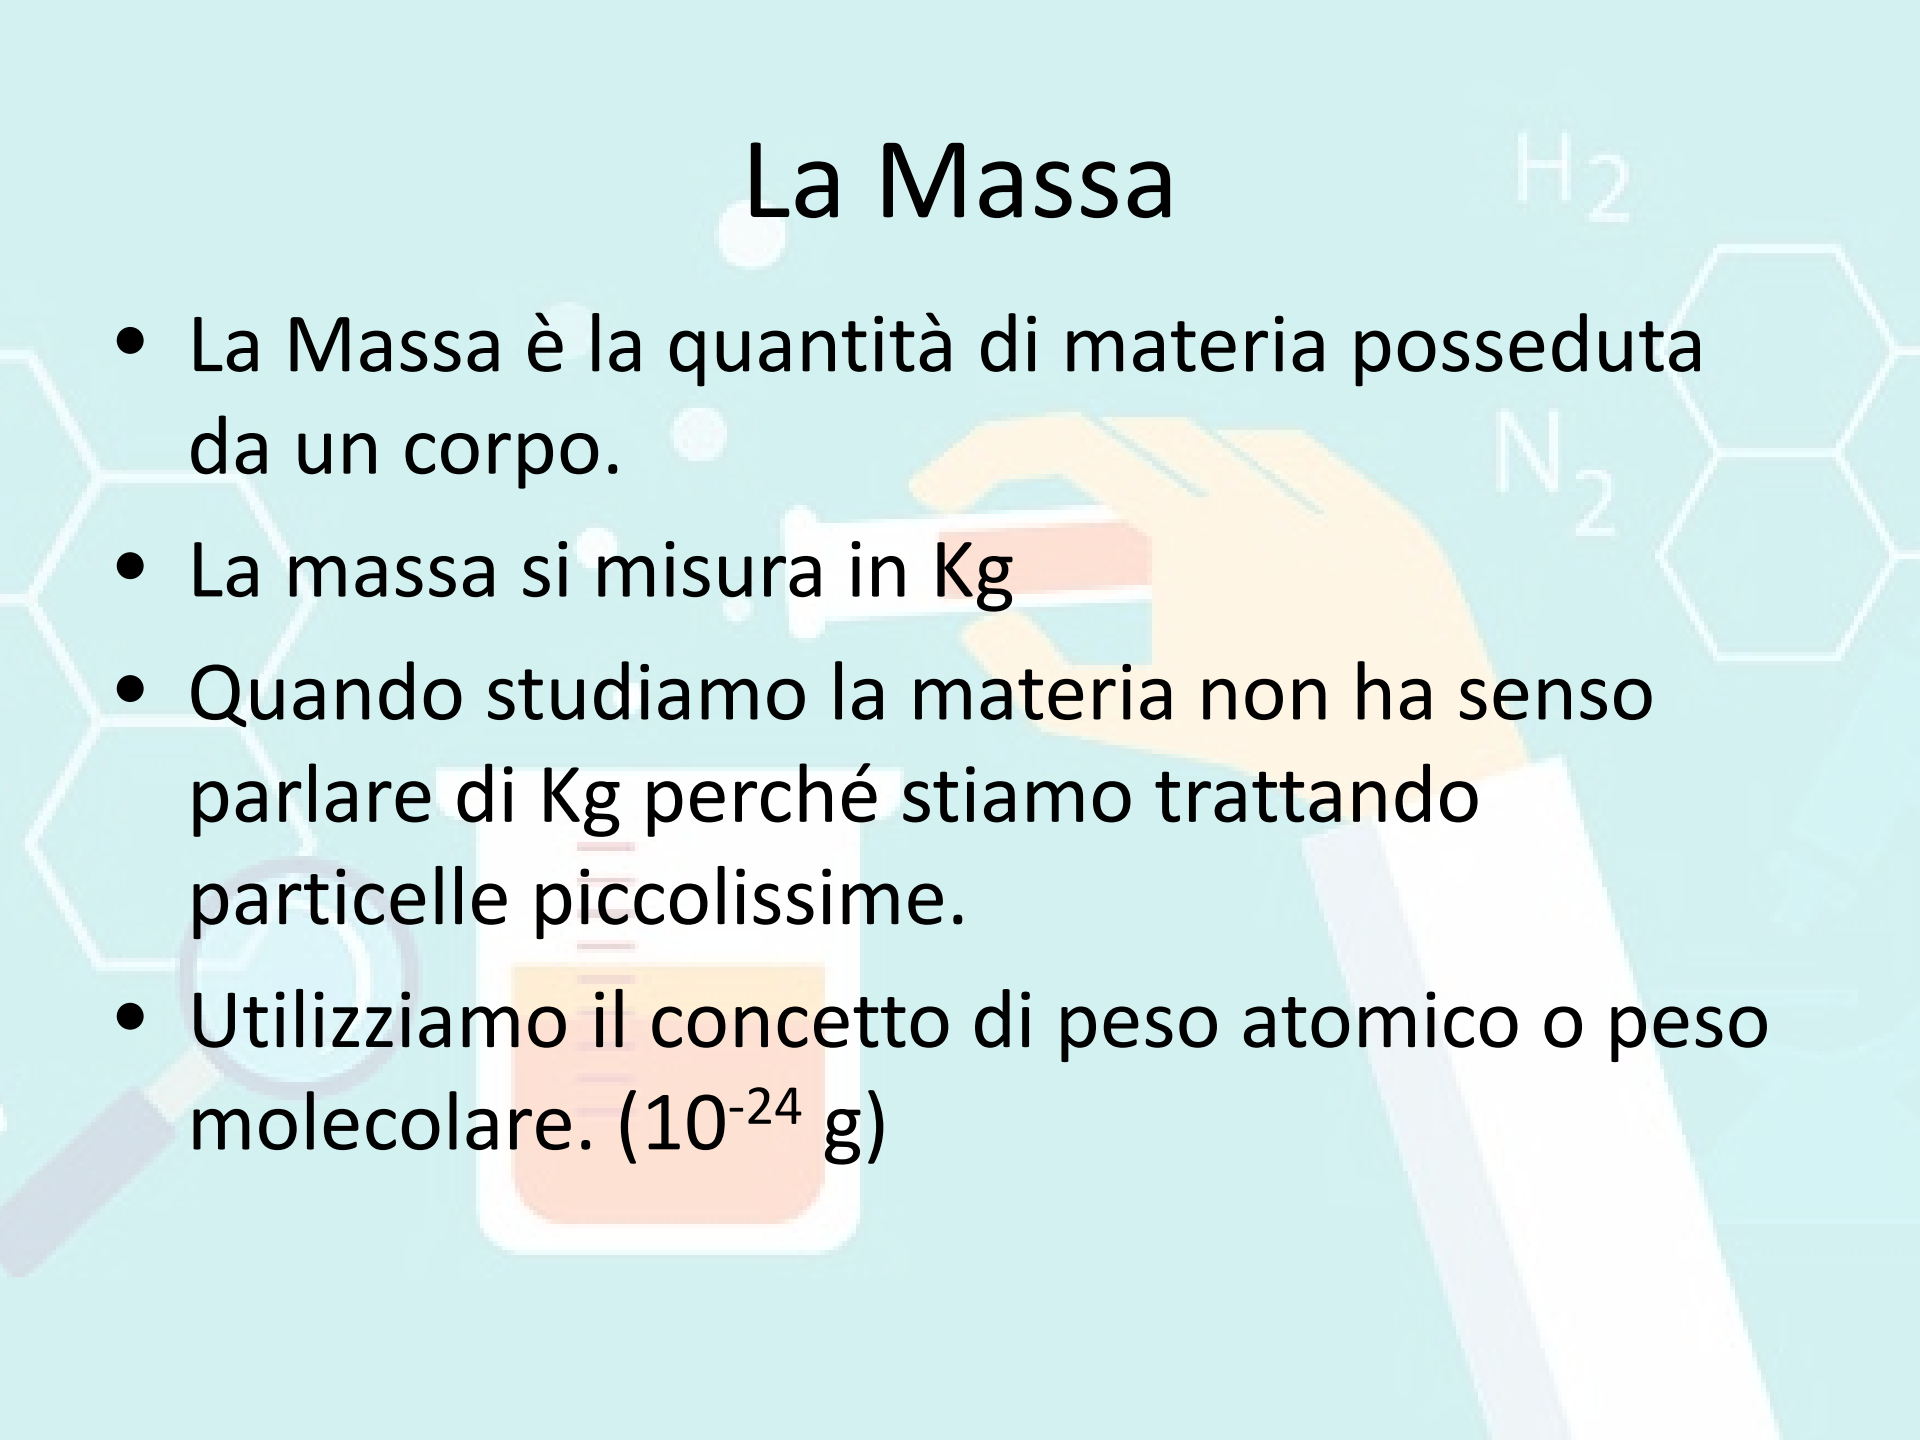 La Massa
• La Massa è la quantità di materia posseduta
da un corpo.
• La massa si misura in Kg
• Quando studiamo la materia non ha senso
parlare di Kg perché stiamo trattando
particelle piccolissime.
• Utilizziamo il concetto di peso atomico o peso
molecolare. (10⁻²⁴ g)
H₂
N₂